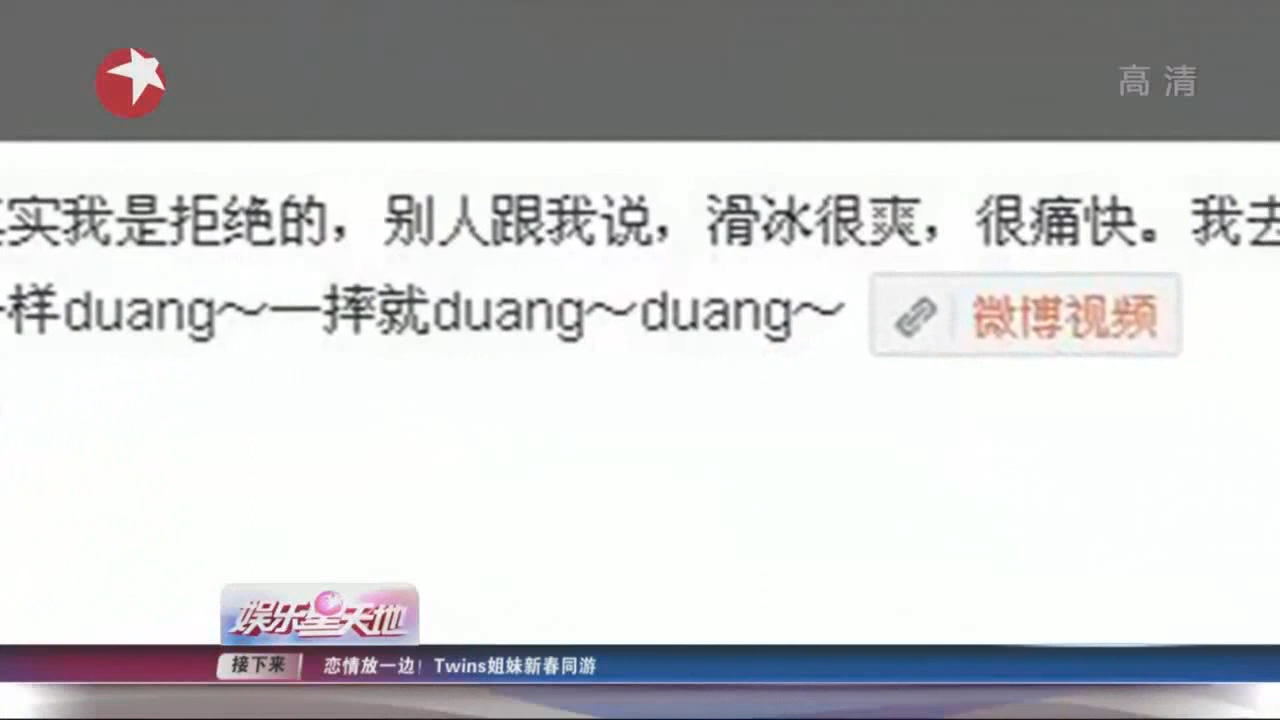 高清
实我是拒绝的，别人跟我说，滑冰很爽，很痛快。我去
样duang～一摔就duang～duang～ 微博视频
娱乐星天地
接下来 恋情放一边！Twins姐妹新春同游